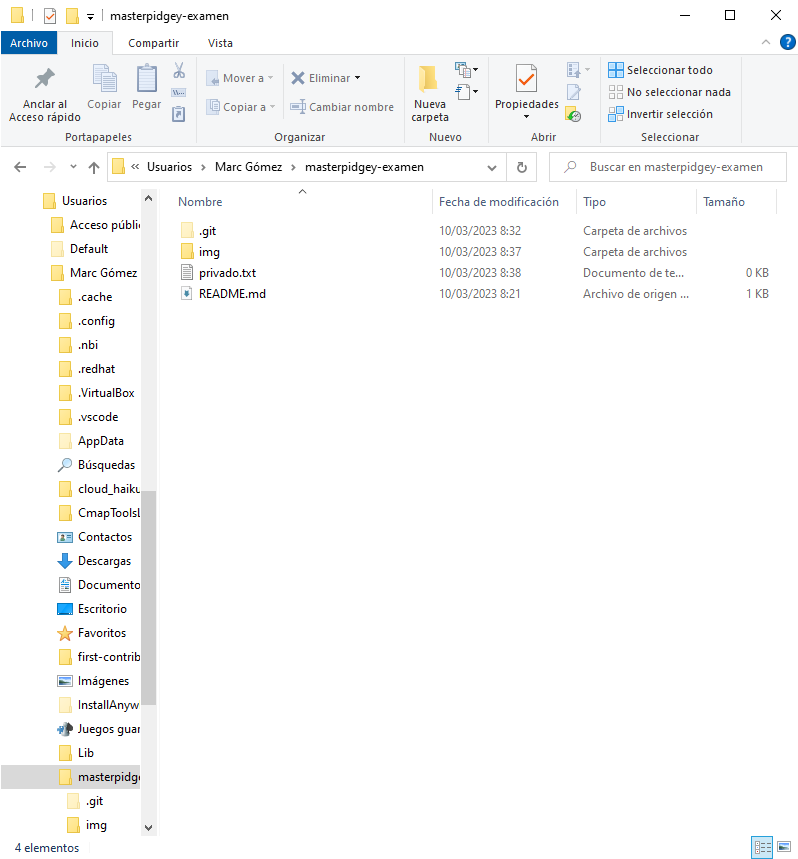 masterpidgey-examen
Archivo Inicio Compartir Vista
Anclar al
Acceso rápido
Copiar
Pegar
Mover a
Copiar a
Eliminar
Cambiar nombre
Nueva
carpeta
Propiedades
Seleccionar todo
No seleccionar nada
Invertir selección
Portapapeles Organizar Nuevo Abrir Seleccionar
« Usuarios > Marc Gómez > masterpidgey-examen
Buscar en masterpidgey-examen
Usuarios
Acceso públi
Default
Marc Gómez
.cache
.config
.nbi
.redhat
.VirtualBox
.vscode
AppData
Búsquedas
cloud_haiku
CmapToolsL
Contactos
Descargas
Documento
Escritorio
Favoritos
first-contrib
Imágenes
InstallAnyw
Juegos guar
Lib
masterpidge
.git
img
Nombre Fecha de modificación Tipo Tamaño
.git 10/03/2023 8:32 Carpeta de archivos
img 10/03/2023 8:37 Carpeta de archivos
privado.txt 10/03/2023 8:38 Documento de te... 0 KB
README.md 10/03/2023 8:21 Archivo de origen ... 1 KB
4 elementos